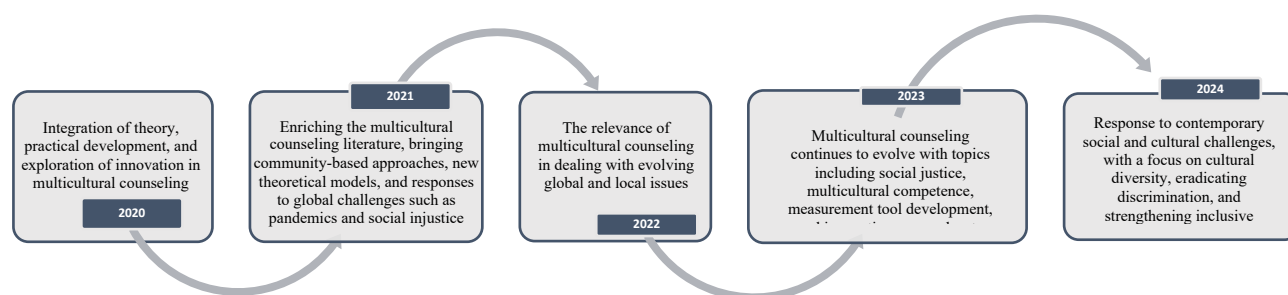 Integration of theory,
practical development, and
exploration of innovation in
multicultural counseling
2020
2021
Enriching the multicultural
counseling literature, bringing
community-based approaches, new
theoretical models, and responses
to global challenges such as
pandemics and social injustice
The relevance of
multicultural counseling
in dealing with evolving
global and local issues
2022
2023
Multicultural counseling
continues to evolve with topics
including social justice,
multicultural competence,
measurement tool development,
2024
Response to contemporary
social and cultural challenges,
with a focus on cultural
diversity, eradicating
discrimination, and
strengthening inclusive